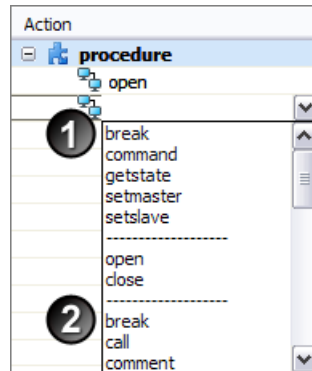 Action
procedure
open
1
break
command
getstate
setmaster
setslave
-------------------
open
close
-------------------
2
break
call
comment